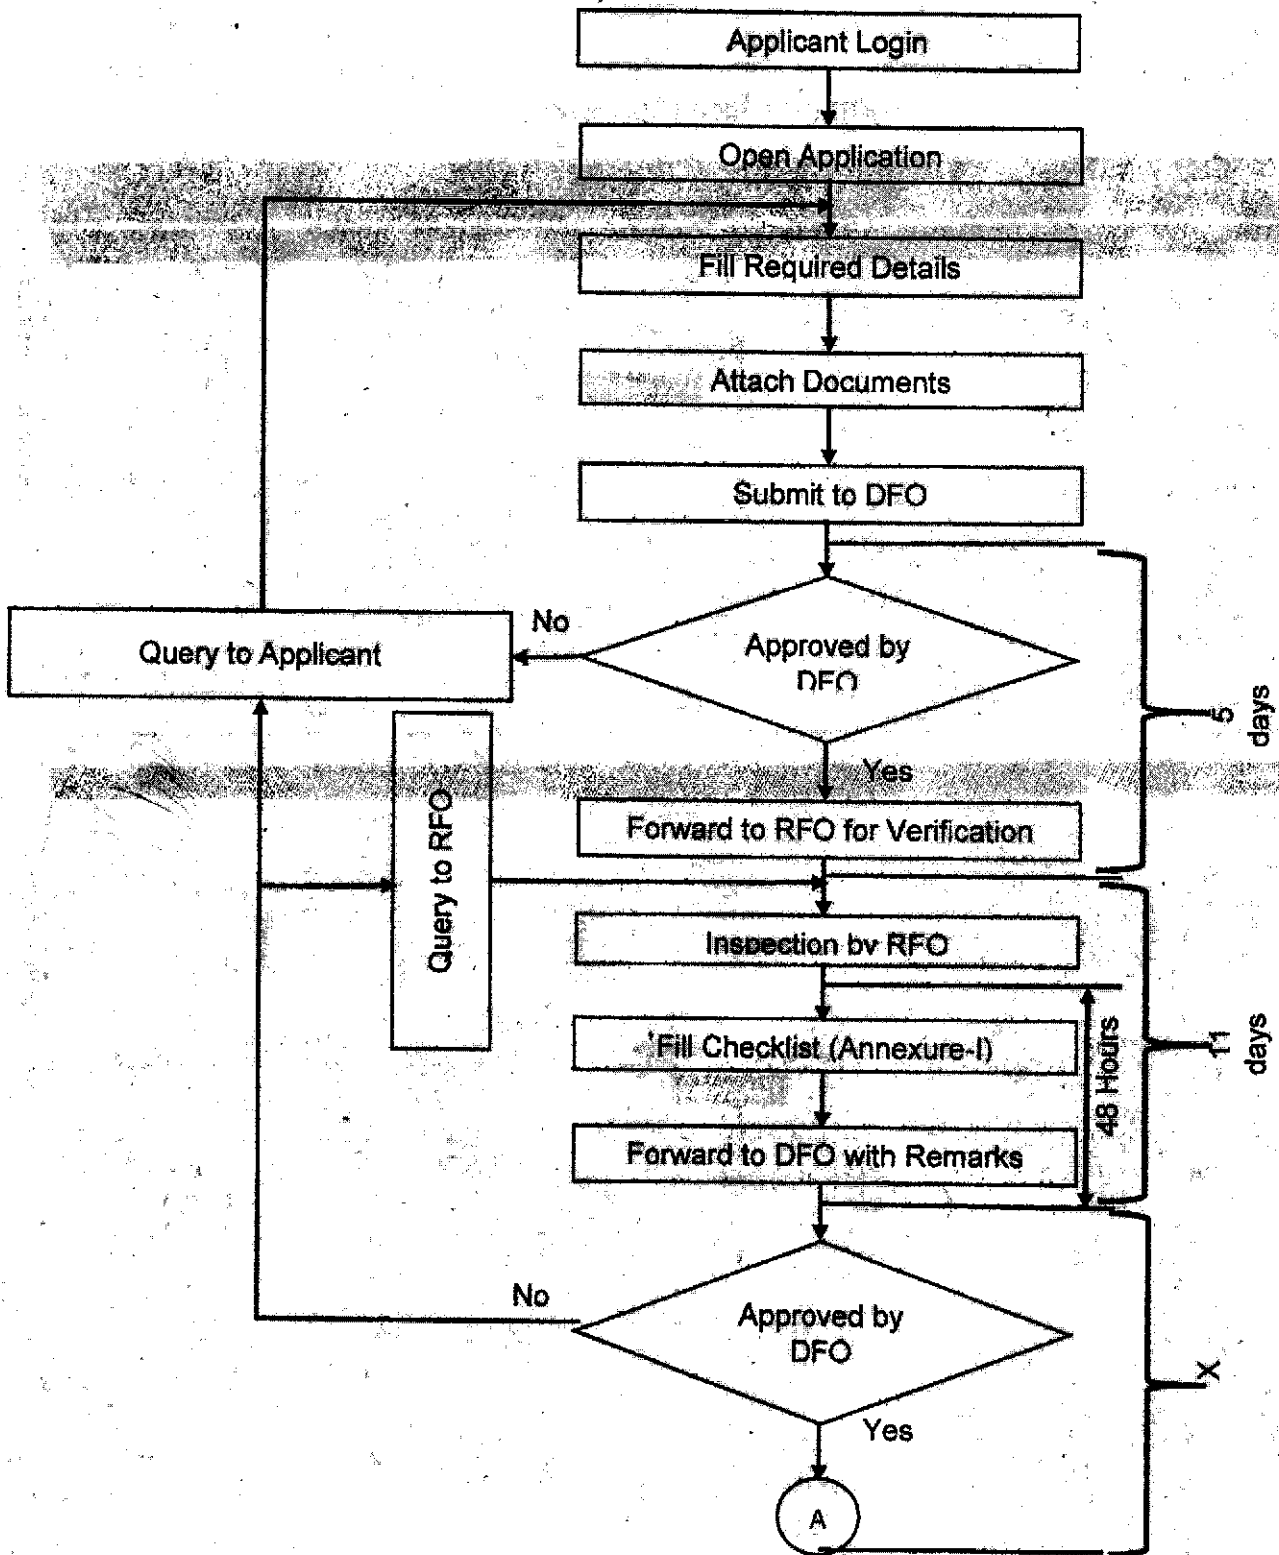 Applicant Login
Open Application
Fill Required Details
Attach Documents
Submit to DFO
No
Query to Applicant
Approved by
DFO
5
days
Yes
Forward to RFO for Verification
Query to RFO
Inspection by RFO
Fill Checklist (Annexure-I)
48 Hours
11
days
Forward to DFO with Remarks
No
Approved by
DFO
X
Yes
A